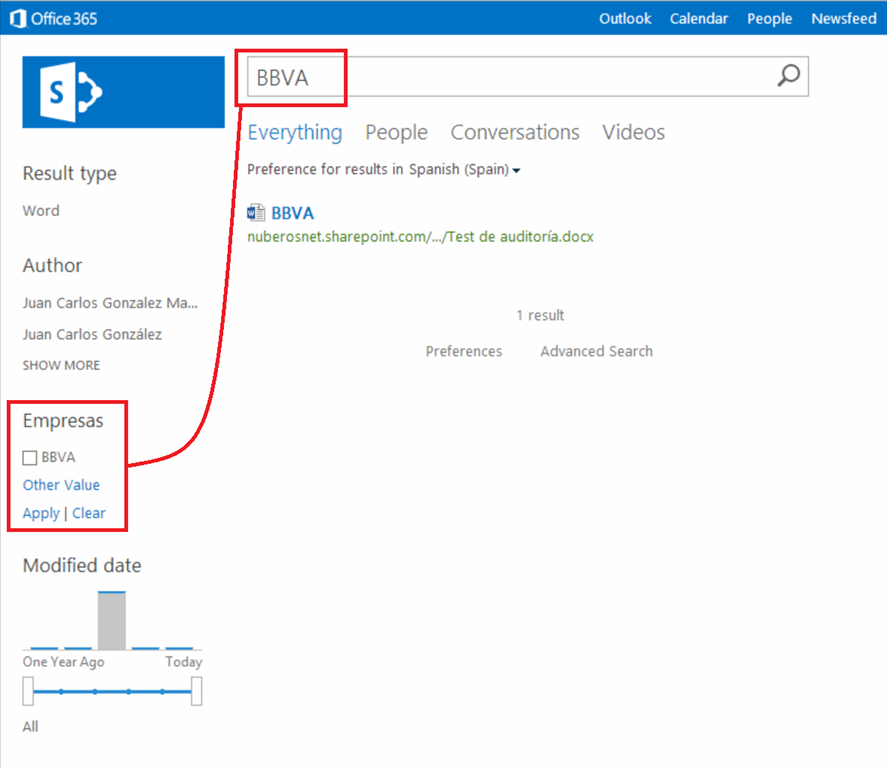 Office 365
Outlook Calendar People Newsfeed
S
BBVA
Everything People Conversations Videos
Preference for results in Spanish (Spain)
BBVA
nuberosnet.sharepoint.com/.../Test de auditoría.docx
1 result
Preferences Advanced Search
Result type
Word
Author
Juan Carlos Gonzalez Ma...
Juan Carlos González
SHOW MORE
Empresas
BBVA
Other Value
Apply | Clear
Modified date
One Year Ago Today
All